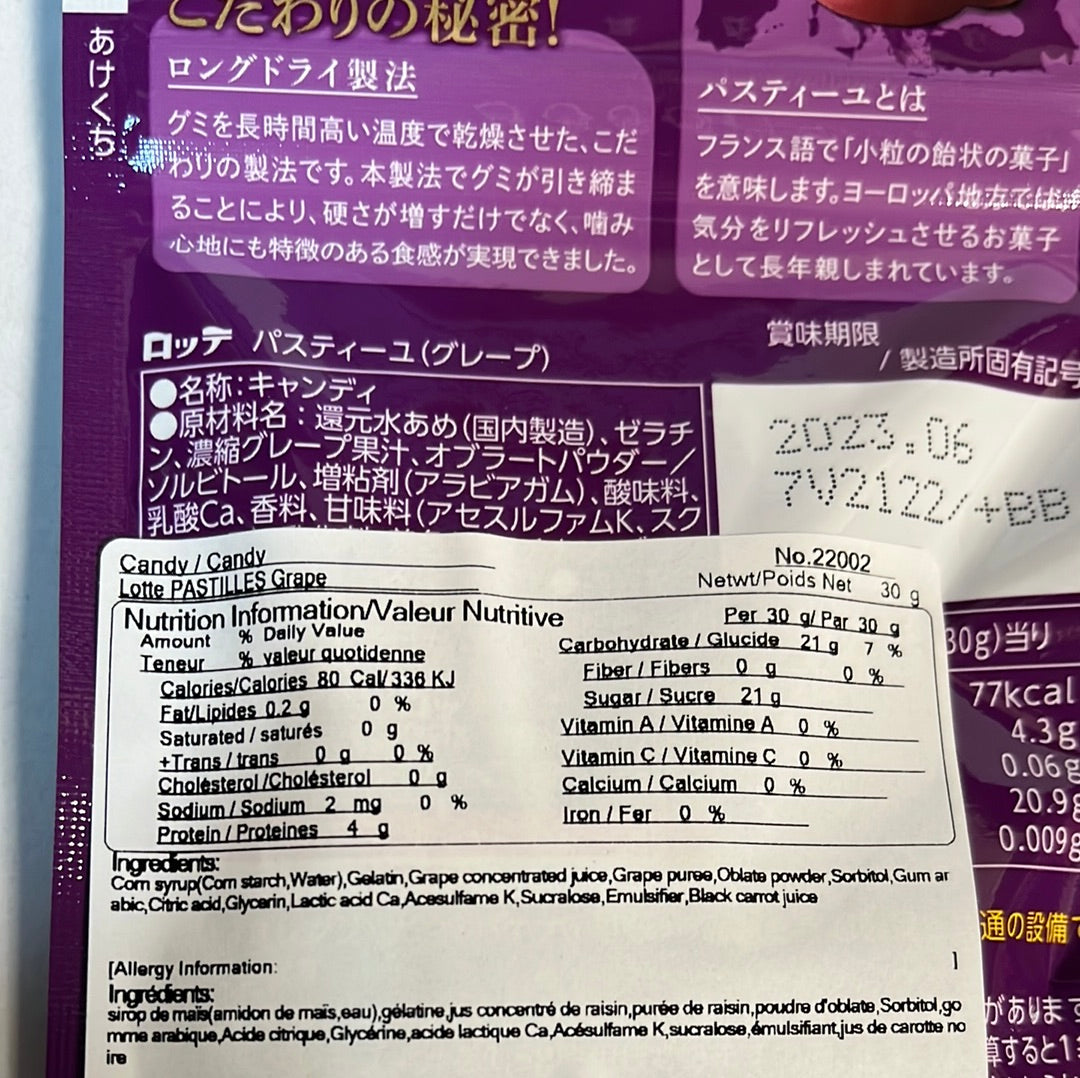 こだわりの秘密!
あけくち
ロングドライ製法
グミを長時間高い温度で乾燥させた、こだ
わりの製法です。本製法でグミが引き締ま
ることにより、硬さが増すだけでなく、噛み
心地にも特徴のある食感が実現できました。
パスティーユとは
フランス語で「小粒の飴状の菓子」
を意味します。ヨーロッパ地方では
気分をリフレッシュさせるお菓子
として長年親しまれています。
ロッテ パスティーユ(グレープ)
●名称:キャンディ
●原材料名:還元水あめ(国内製造)、ゼラチ
ン、濃縮グレープ果汁、オブラートパウダー/
ソルビトール、増粘剤(アラビアガム)、酸味料、
乳酸Ca、香料、甘味料(アセスルファムK、スク
賞味期限
/製造所固有記号
2023.06
7V2122/+BB
Candy / Candy
Lotte PASTILLES Grape
No.22002
Netwt/Poids Net 30 g
Nutrition Information/Valeur Nutritive
Per 30 g/ Par 30 g
Amount % Daily Value
Teneur % valeur quotidenne
Calories/Calories 80 Cal/ 336 KJ
Fat/Lipides 0.2 g 0 %
Saturated / saturés 0 g
+Trans / trans 0 g 0 %
Cholesterol /Choléstérol 0 g
Sodium / Sodium 2 mg 0 %
Protein / Proteines 4 g
Carbohydrate / Glucide 21 g 7 %
Fiber / Fibers 0 g 0 %
Sugar / Sucre 21 g
Vitamin A / Vitamine A 0 %
Vitamin C / Vitamine C 0 %
Calcium / Calcium 0 %
Iron / Fer 0 %
Ingredients:
Corn syrup(Corn starch,Water),Gelatin,Grape concentrated juice,Grape puree,Oblate powder,Sorbitol,Gum ar
abic,Citric acid,Glycerin,Lactic acid Ca,Acesulfame K,Sucralose,Emulsifier,Black carrot juice
[Allergy Information: ]
Ingrédients:
sirop de maïs(amidon de maïs,eau),gélatine,jus concentré de raisin,purée de raisin,poudre d'oblate,Sorbitol,go
mme arabique,Acide citrique,Glycérine,acide lactique Ca,Acésulfame K,sucralose,émulsifiant,jus de carotte no
ire
30g)当り
77kcal
4.3g
0.06g
20.9g
0.009g
通の設備で
がありま
算すると1